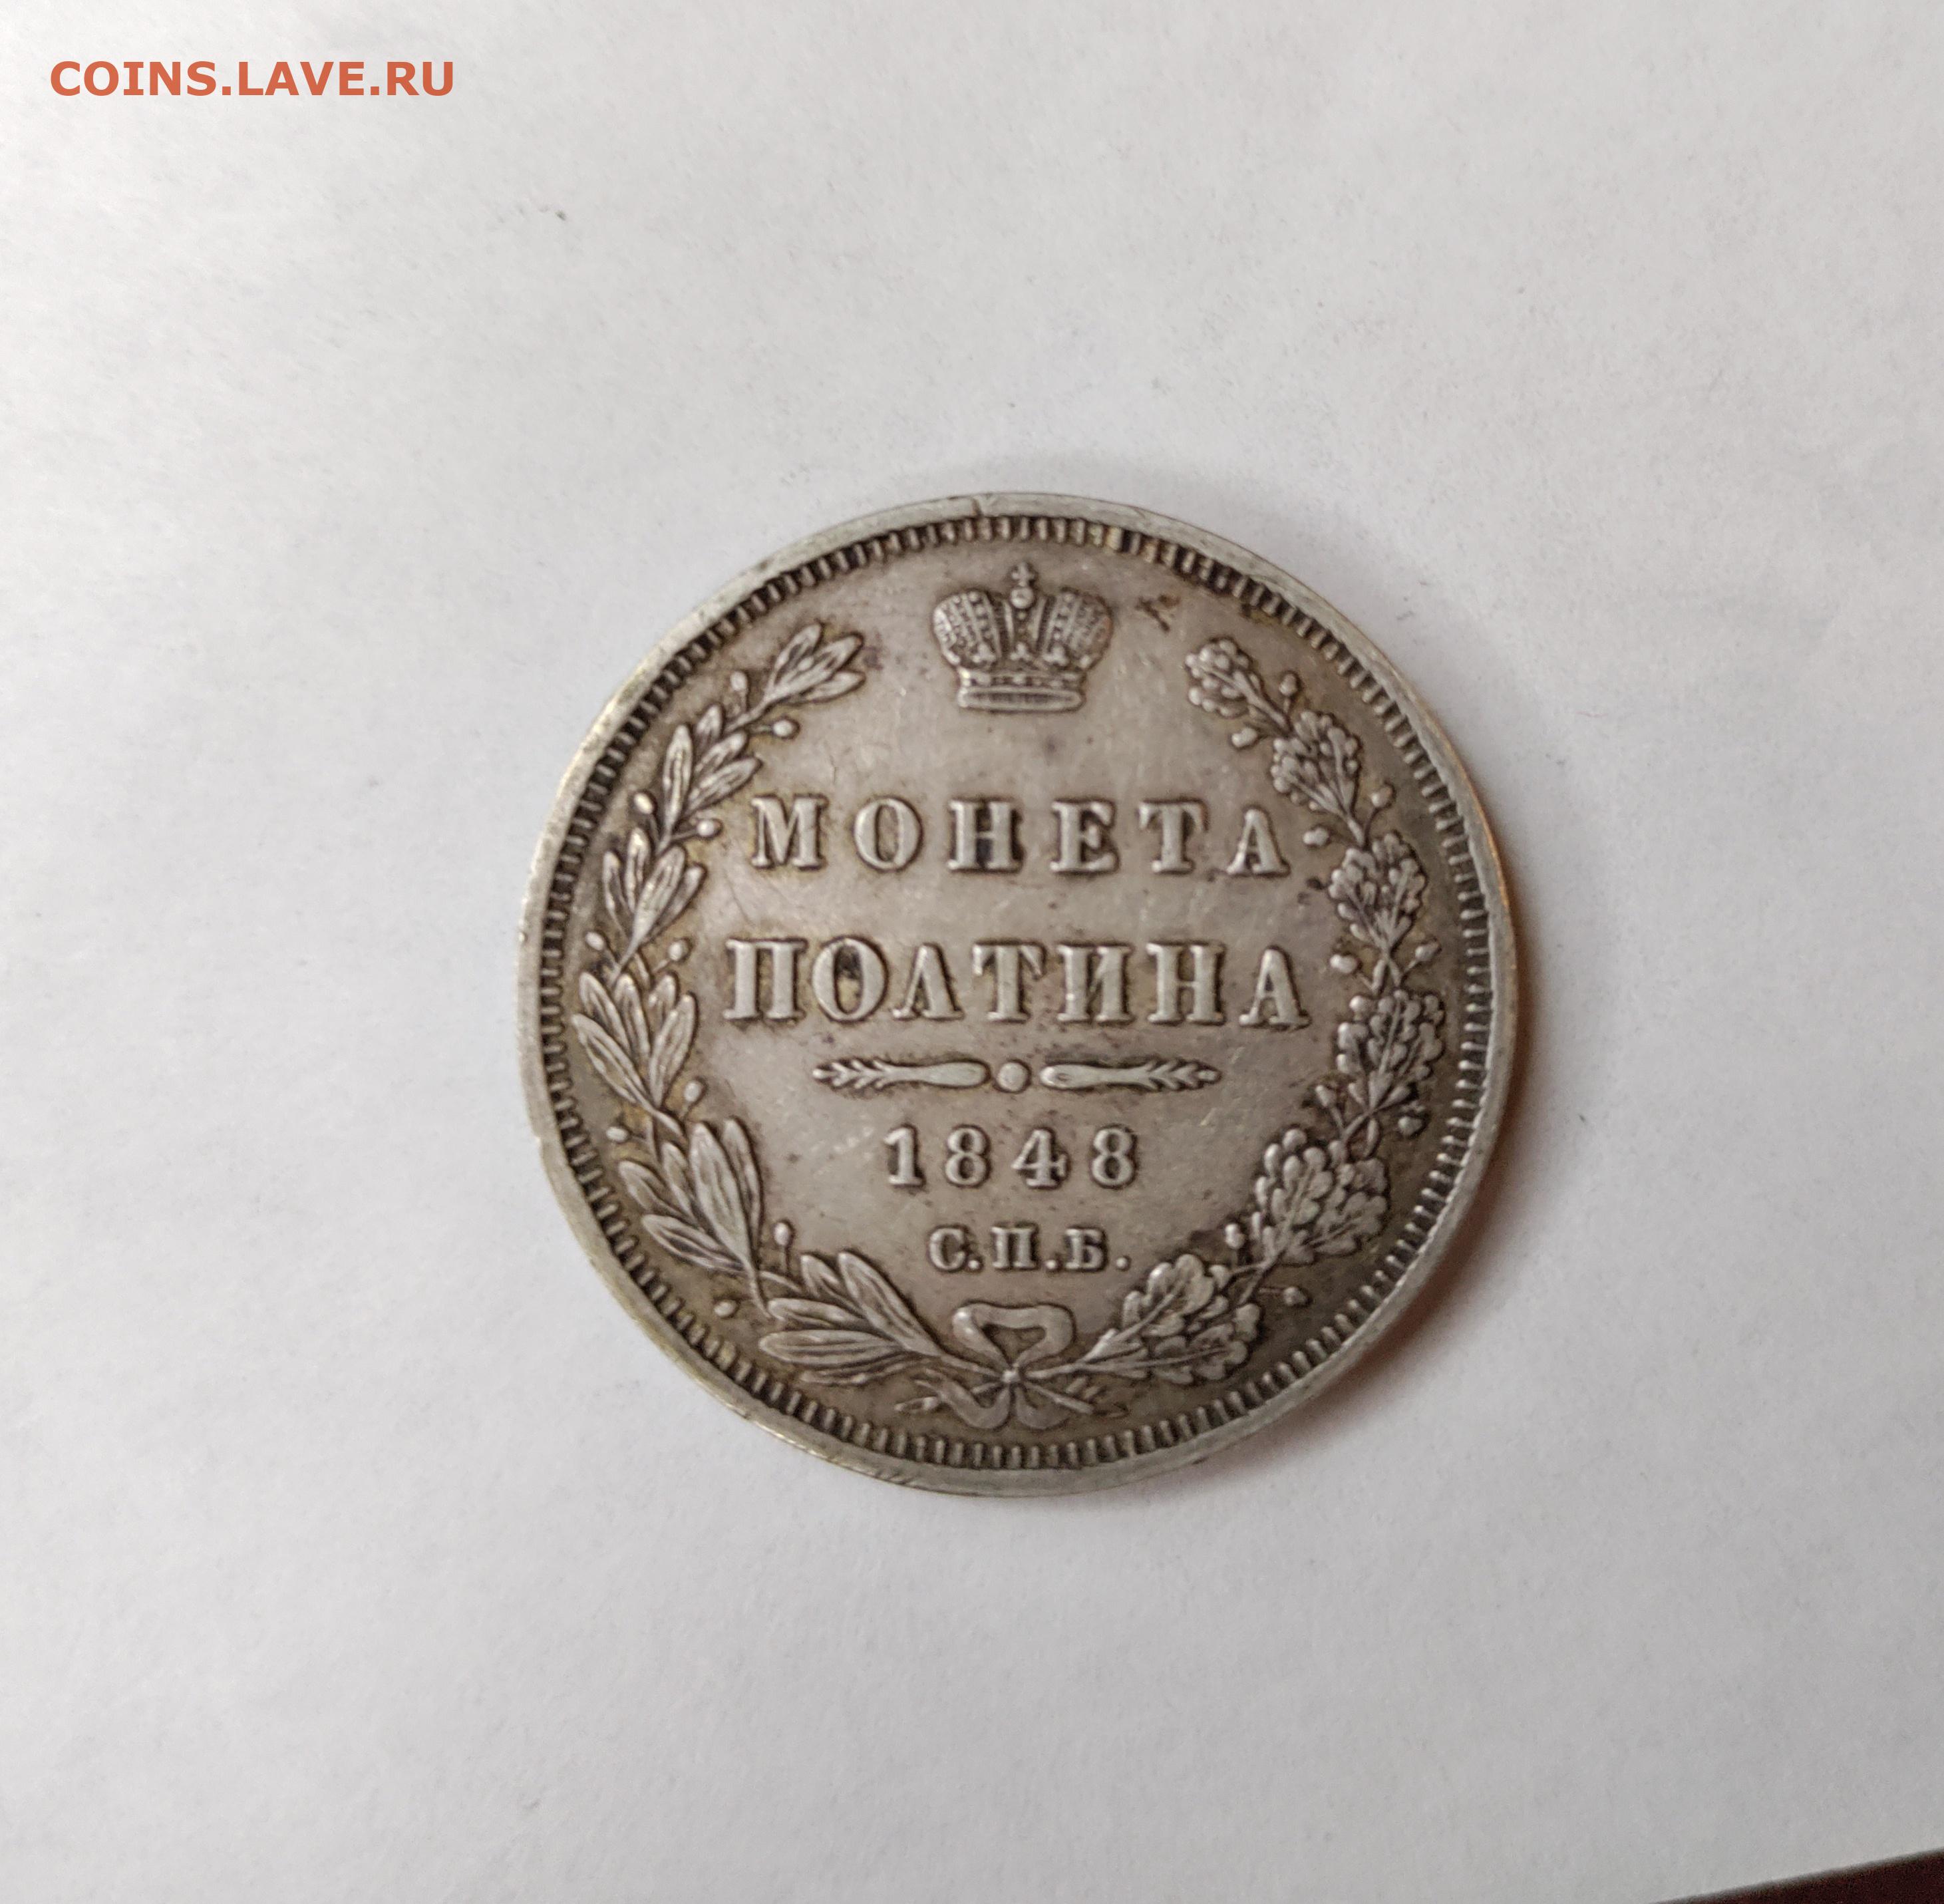 COINS.LAVE.RU
МОНЕТА
ПОЛТИНА
1848
С.П.Б.